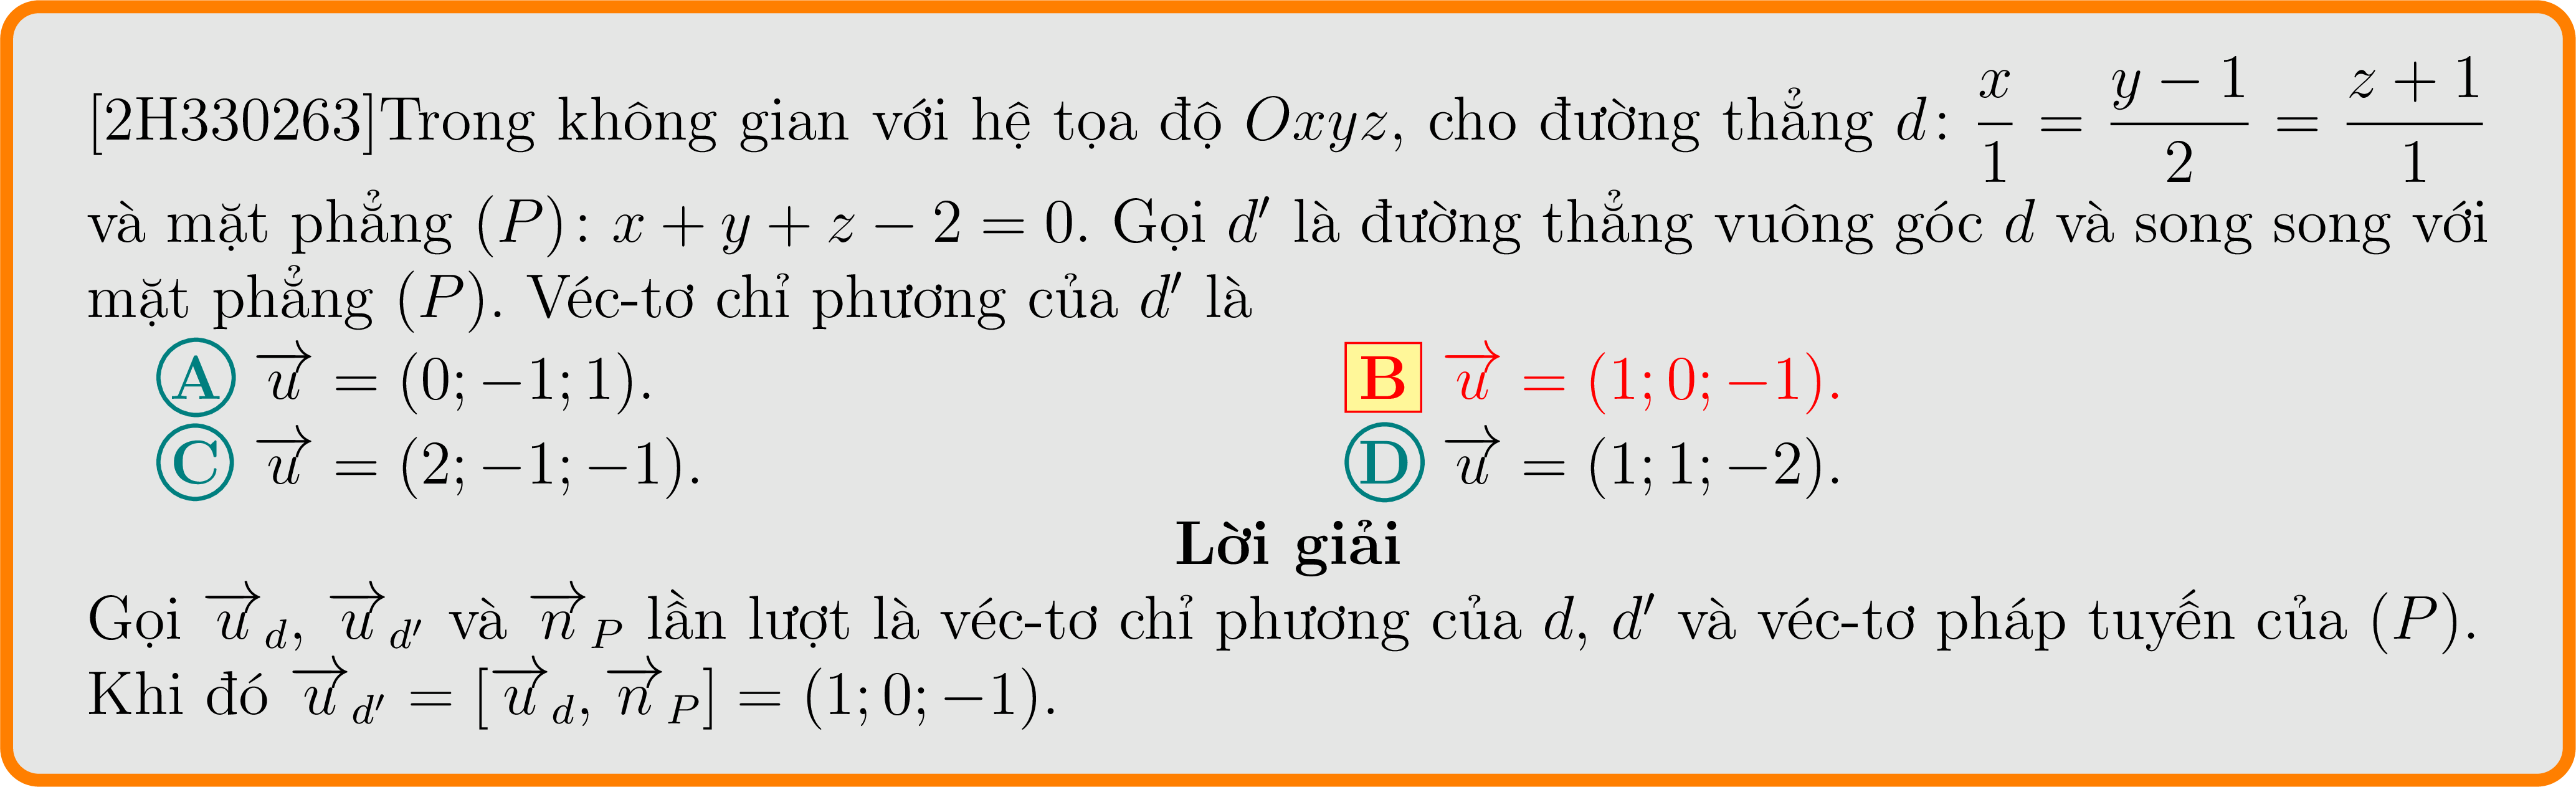 [2H330263]Trong không gian với hệ tọa độ $Oxyz$, cho đường thẳng $d\colon \dfrac{x}{1} = \dfrac{y-1}{2} = \dfrac{z+1}{1}$
và mặt phẳng $(P)\colon x+y+z-2=0$. Gọi $d'$ là đường thẳng vuông góc $d$ và song song với
mặt phẳng $(P)$. Véc-tơ chỉ phương của $d'$ là
A $\overrightarrow{u} = (0;-1;1)$. B $\overrightarrow{u} = (1;0;-1)$.
C $\overrightarrow{u} = (2;-1;-1)$. D $\overrightarrow{u} = (1;1;-2)$.
Lời giải
Gọi $\overrightarrow{u}_d$, $\overrightarrow{u}_{d'}$ và $\overrightarrow{n}_P$ lần lượt là véc-tơ chỉ phương của $d$, $d'$ và véc-tơ pháp tuyến của $(P)$.
Khi đó $\overrightarrow{u}_{d'} = [\overrightarrow{u}_d, \overrightarrow{n}_P] = (1;0;-1)$.